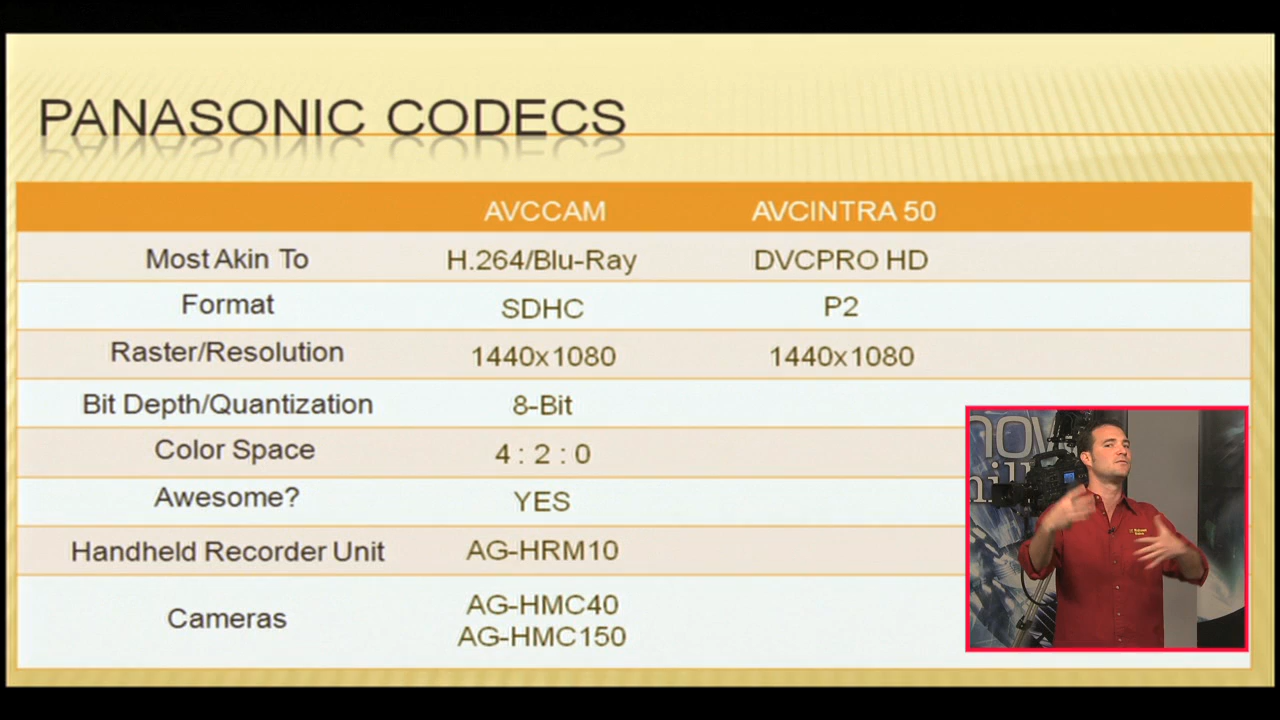 PANASONIC CODECS
AVCCAM AVCINTRA 50
Most Akin To H.264/Blu-Ray DVCPRO HD
Format SDHC P2
Raster/Resolution 1440x1080 1440x1080
Bit Depth/Quantization 8-Bit
Color Space 4 : 2 : 0
Awesome? YES
Handheld Recorder Unit AG-HRM10
Cameras AG-HMC40
AG-HMC150